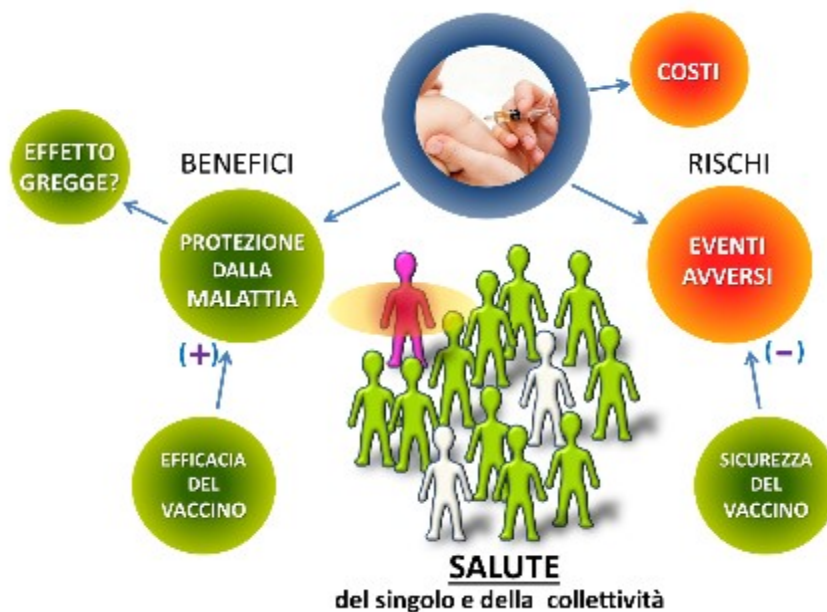 COSTI
EFFETTO
GREGGE?
BENEFICI
RISCHI
PROTEZIONE
DALLA
MALATTIA
EVENTI
AVVERSI
(+)
(−)
EFFICACIA
DEL
VACCINO
SICUREZZA
DEL
VACCINO
SALUTE
del singolo e della collettività